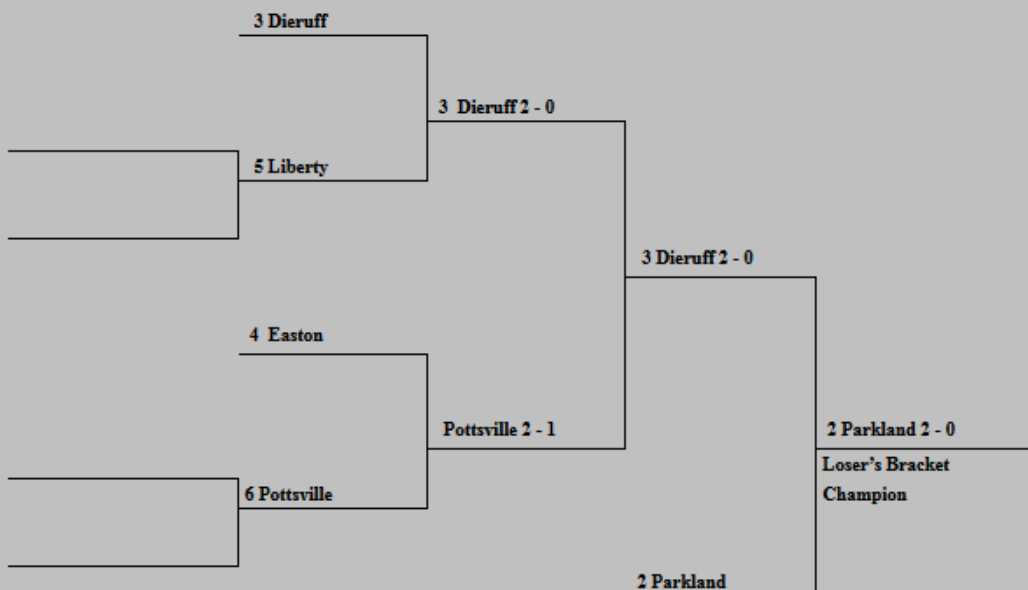 3 Dieruff
3 Dieruff 2 - 0
5 Liberty
3 Dieruff 2 - 0
4 Easton
Pottsville 2 - 1
2 Parkland 2 - 0
Loser’s Bracket
Champion
6 Pottsville
2 Parkland